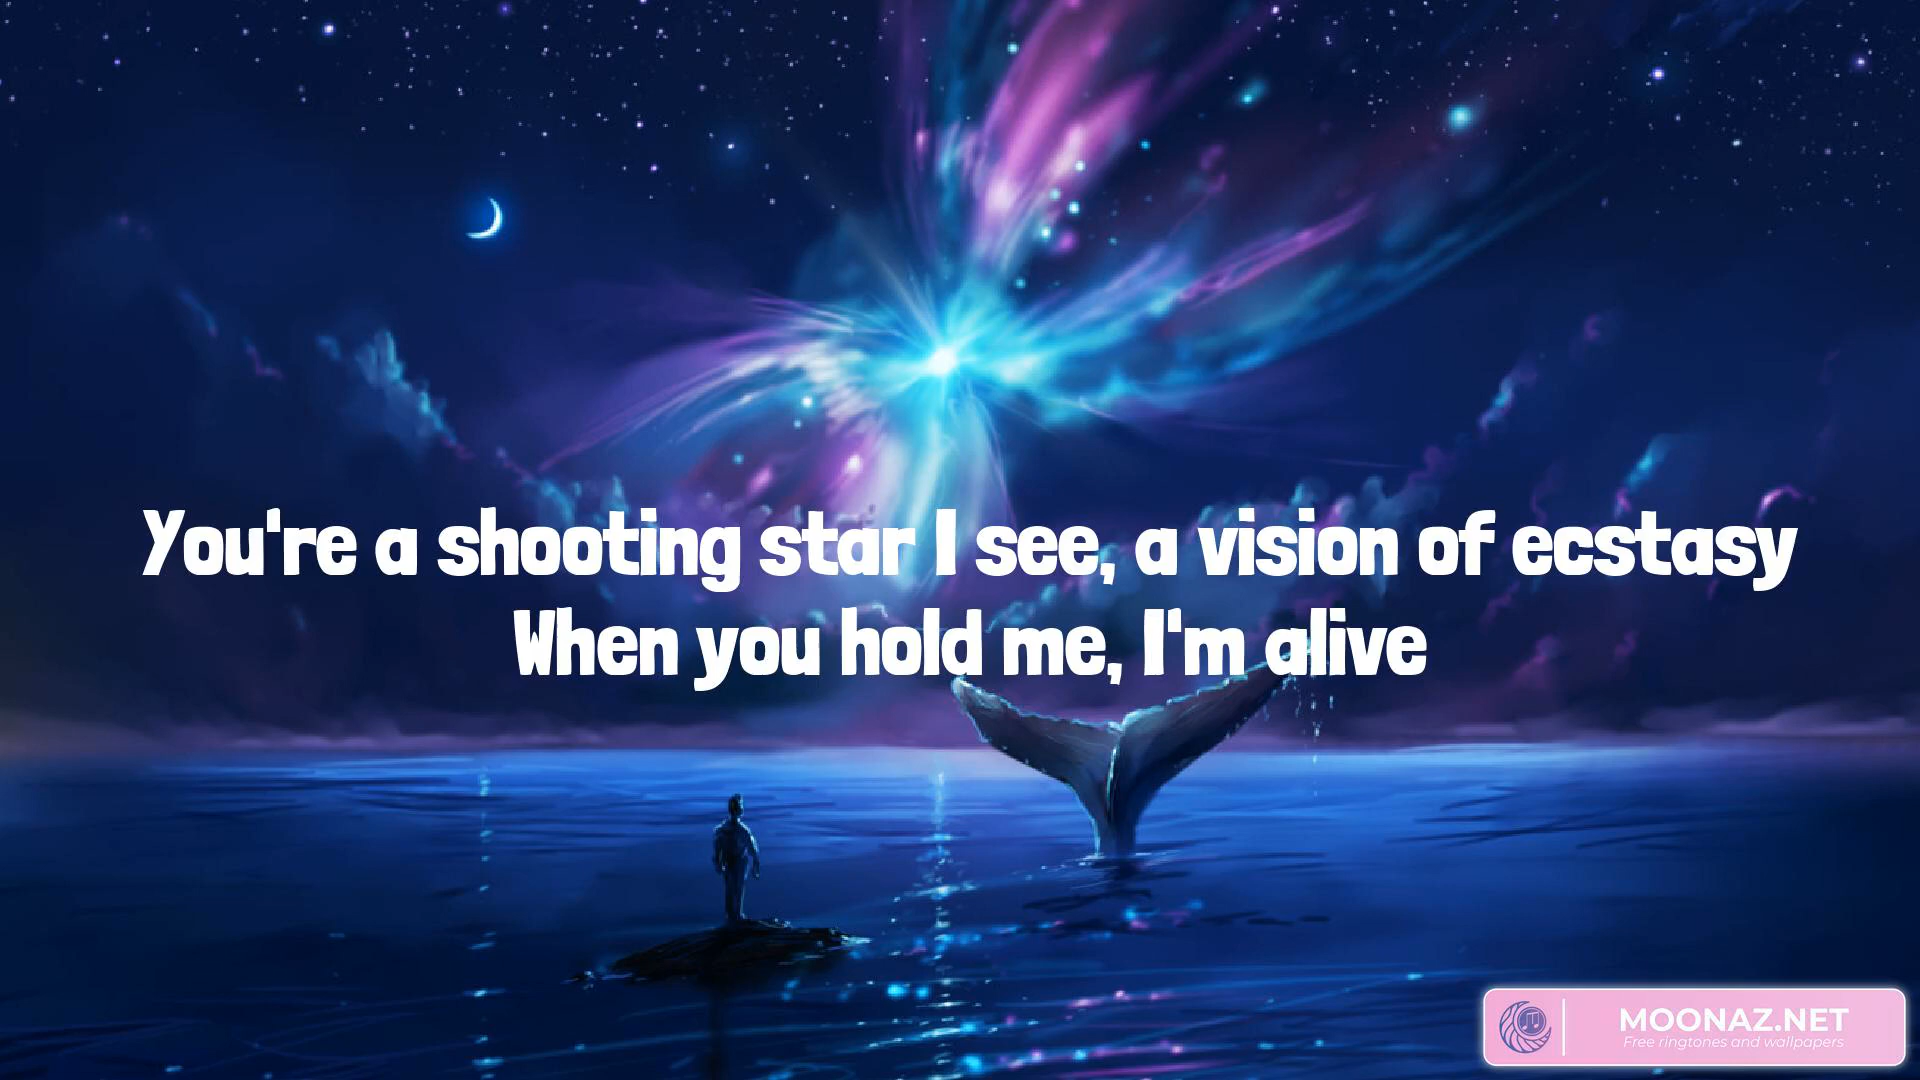 You're a shooting star I see, a vision of ecstasy
When you hold me, I'm alive
MOONAZ.NET
Free ringtones and wallpapers